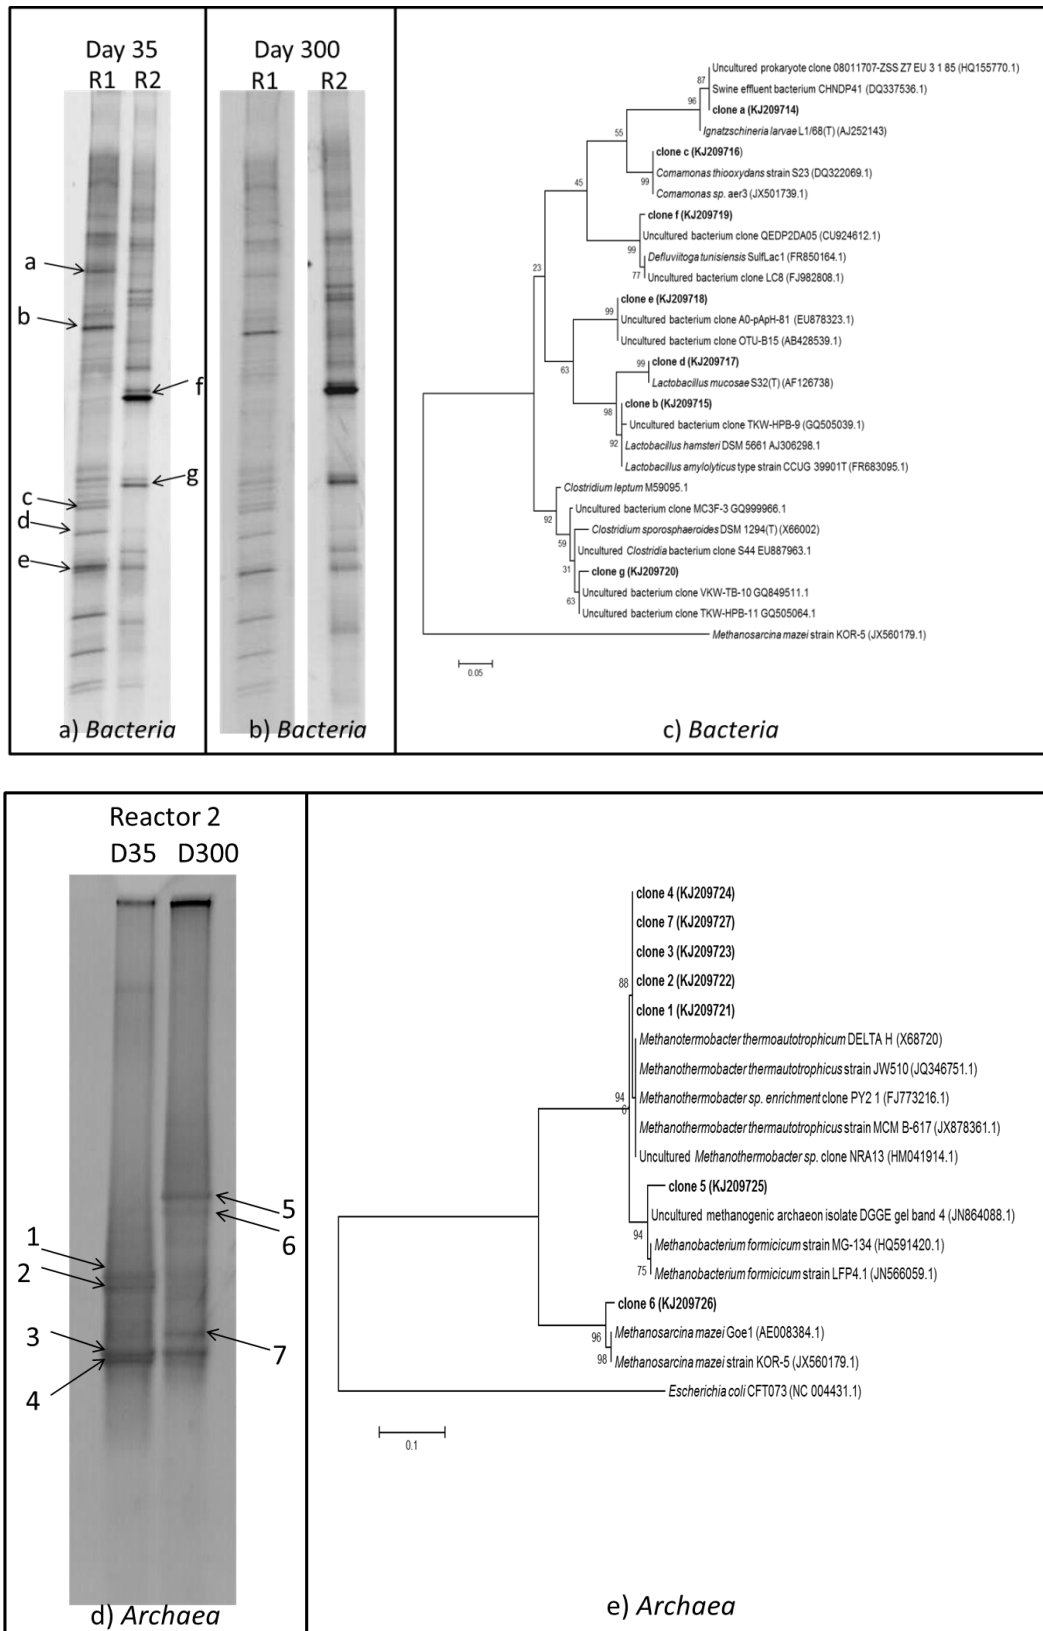 Day 35
R1 R2
a
b
f
g
c
d
e
a) Bacteria
Day 300
R1 R2
b) Bacteria
Uncultured prokaryote clone 08011707-ZSS Z7 EU 3 1 85 (HQ155770.1)
87
Swine effluent bacterium CHNDP41 (DQ337536.1)
96
clone a (KJ209714)
Ignatzschineria larvae L1/68(T) (AJ252143)
55
clone c (KJ209716)
Comamonas thiooxydans strain S23 (DQ322069.1)
99
Comamonas sp. aer3 (JX501739.1)
45
clone f (KJ209719)
Uncultured bacterium clone QEDP2DA05 (CU924612.1)
99
Defluviitoga tunisiensis SulfLac1 (FR850164.1)
77
Uncultured bacterium clone LC8 (FJ982808.1)
23
clone e (KJ209718)
99
Uncultured bacterium clone A0-pApH-81 (EU878323.1)
Uncultured bacterium clone OTU-B15 (AB428539.1)
63
clone d (KJ209717)
99
Lactobacillus mucosae S32(T) (AF126738)
98
clone b (KJ209715)
Uncultured bacterium clone TKW-HPB-9 (GQ505039.1)
92
Lactobacillus hamsteri DSM 5661 AJ306298.1
Lactobacillus amylolyticus type strain CCUG 39901T (FR683095.1)
Clostridium leptum M59095.1
92
Uncultured bacterium clone MC3F-3 GQ999966.1
Clostridium sporosphaeroides DSM 1294(T) (X66002)
59
Uncultured Clostridia bacterium clone S44 EU887963.1
31
clone g (KJ209720)
Uncultured bacterium clone VKW-TB-10 GQ849511.1
63
Uncultured bacterium clone TKW-HPB-11 GQ505064.1
Methanosarcina mazei strain KOR-5 (JX560179.1)
0.05
c) Bacteria
Reactor 2
D35 D300
5
6
1
2
3
7
4
d) Archaea
clone 4 (KJ209724)
clone 7 (KJ209727)
clone 3 (KJ209723)
88
clone 2 (KJ209722)
clone 1 (KJ209721)
Methanotermobacter thermoautotrophicum DELTA H (X68720)
Methanothermobacter thermautotrophicus strain JW510 (JQ346751.1)
94
Methanothermobacter sp. enrichment clone PY2 1 (FJ773216.1)
Methanothermobacter thermautotrophicus strain MCM B-617 (JX878361.1)
Uncultured Methanothermobacter sp. clone NRA13 (HM041914.1)
clone 5 (KJ209725)
Uncultured methanogenic archaeon isolate DGGE gel band 4 (JN864088.1)
94
Methanobacterium formicicum strain MG-134 (HQ591420.1)
75
Methanobacterium formicicum strain LFP4.1 (JN566059.1)
clone 6 (KJ209726)
96
Methanosarcina mazei Goe1 (AE008384.1)
98
Methanosarcina mazei strain KOR-5 (JX560179.1)
Escherichia coli CFT073 (NC 004431.1)
0.1
e) Archaea